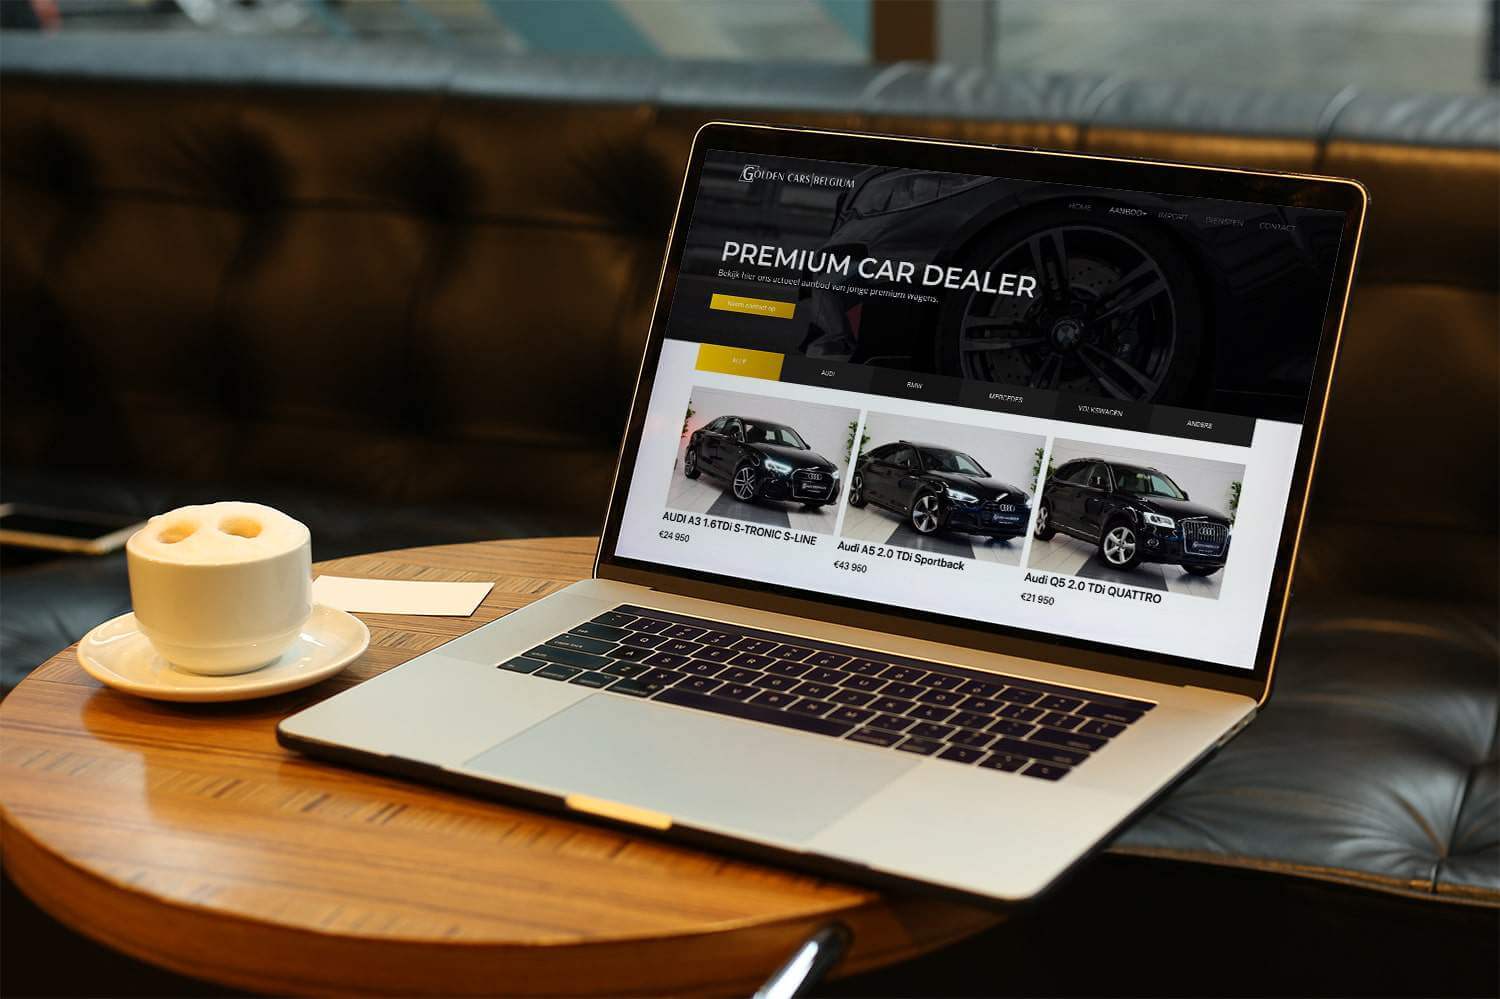 GOLDEN CARS|BELGIUM
HOME AANBOD IMPORT DIENSTEN CONTACT
PREMIUM CAR DEALER
Bekijk hier ons actueel aanbod van jonge premium wagens.
Neem contact op
ALLE AUDI BMW MERCEDES VOLKSWAGEN ANDERE
AUDI A3 1.6TDi S-TRONIC S-LINE
€24 950
Audi A5 2.0 TDi Sportback
€43 950
Audi Q5 2.0 TDi QUATTRO
€21 950